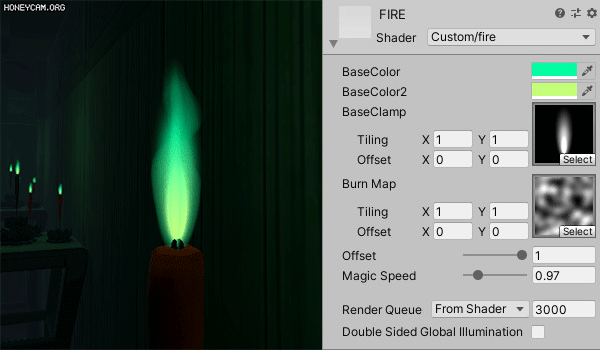 HONEYCAM.ORG
FIRE
Shader Custom/fire
BaseColor
BaseColor2
BaseClamp
Tiling X 1 Y 1
Offset X 0 Y 0
Select
Burn Map
Tiling X 1 Y 1
Offset X 0 Y 0
Select
Offset 1
Magic Speed 0.97
Render Queue From Shader 3000
Double Sided Global Illumination